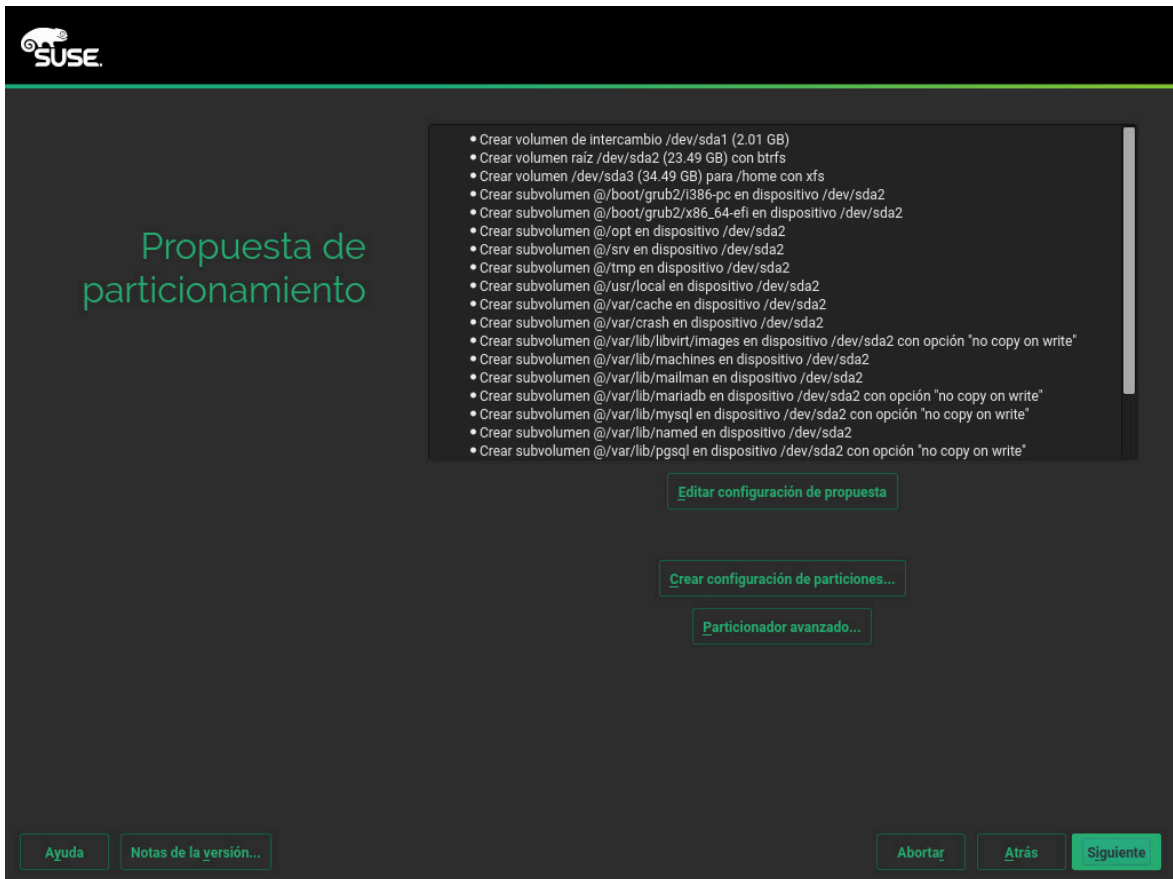 SUSE.
Propuesta de
particionamiento
• Crear volumen de intercambio /dev/sda1 (2.01 GB)
• Crear volumen raíz /dev/sda2 (23.49 GB) con btrfs
• Crear volumen /dev/sda3 (34.49 GB) para /home con xfs
• Crear subvolumen @/boot/grub2/i386-pc en dispositivo /dev/sda2
• Crear subvolumen @/boot/grub2/x86_64-efi en dispositivo /dev/sda2
• Crear subvolumen @/opt en dispositivo /dev/sda2
• Crear subvolumen @/srv en dispositivo /dev/sda2
• Crear subvolumen @/tmp en dispositivo /dev/sda2
• Crear subvolumen @/usr/local en dispositivo /dev/sda2
• Crear subvolumen @/var/cache en dispositivo /dev/sda2
• Crear subvolumen @/var/crash en dispositivo /dev/sda2
• Crear subvolumen @/var/lib/libvirt/images en dispositivo /dev/sda2 con opción "no copy on write"
• Crear subvolumen @/var/lib/machines en dispositivo /dev/sda2
• Crear subvolumen @/var/lib/mailman en dispositivo /dev/sda2
• Crear subvolumen @/var/lib/mariadb en dispositivo /dev/sda2 con opción "no copy on write"
• Crear subvolumen @/var/lib/mysql en dispositivo /dev/sda2 con opción "no copy on write"
• Crear subvolumen @/var/lib/named en dispositivo /dev/sda2
• Crear subvolumen @/var/lib/pgsql en dispositivo /dev/sda2 con opción "no copy on write"
Editar configuración de propuesta
Crear configuración de particiones...
Particionador avanzado...
Ayuda
Notas de la versión...
Abortar
Atrás
Siguiente